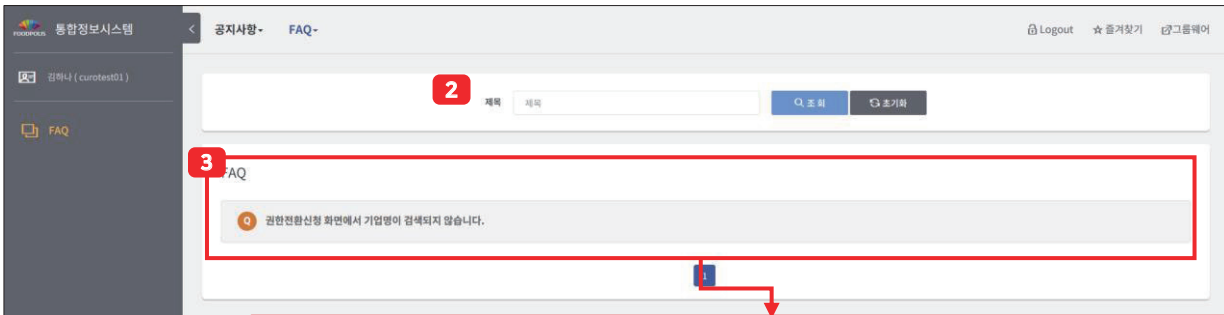 FOODPOLIS 통합정보시스템
<
공지사항
FAQ
Logout
즐겨찾기
그룹웨어
김하나 ( curotest01 )
FAQ
2
제목
제목
조회
초기화
3
FAQ
Q 권한전환신청 화면에서 기업명이 검색되지 않습니다.
1